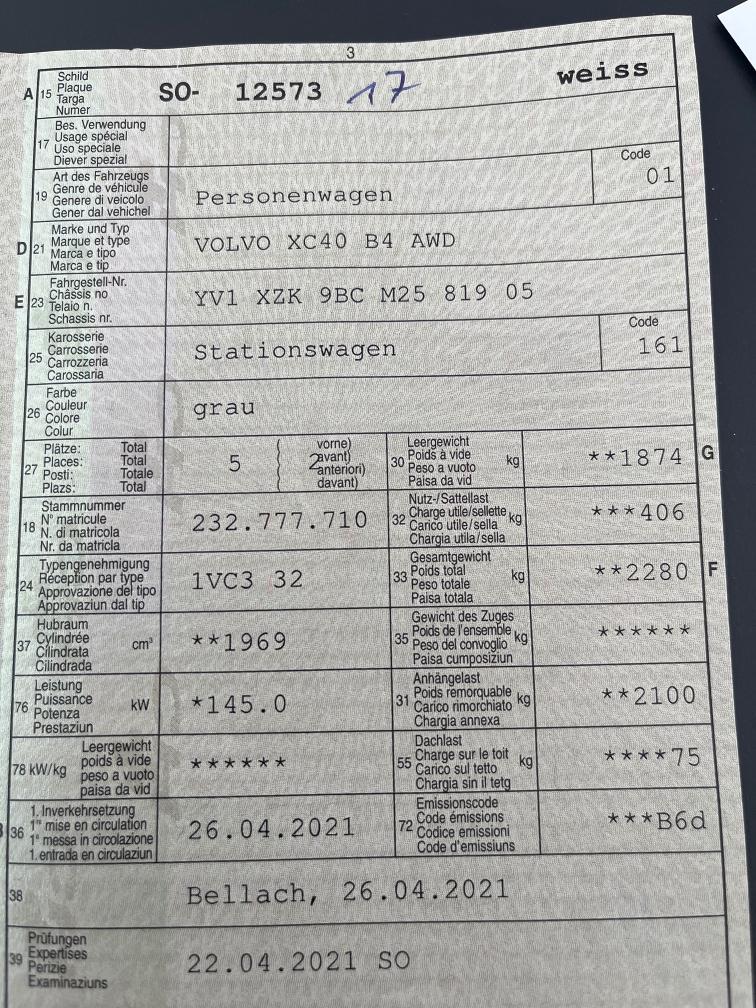 3
A 15 Schild
Plaque
Targa
Numer
SO- 12573 17 weiss
17 Bes. Verwendung
Usage spécial
Uso speciale
Diever spezial
19 Art des Fahrzeugs
Genre de véhicule
Genere di veicolo
Gener dal vehichel
Personenwagen
Code
01
D 21 Marke und Typ
Marque et type
Marca e tipo
Marca e tip
VOLVO XC40 B4 AWD
E 23 Fahrgestell-Nr.
Châssis no
Telaio n.
Schassis nr.
YV1 XZK 9BC M25 819 05
25 Karosserie
Carrosserie
Carrozzeria
Carossaria
Stationswagen
Code
161
26 Farbe
Couleur
Colore
Colur
grau
27 Plätze: Total
Places: Total
Posti: Totale
Plazs: Total
5 ( 2 vorne)
avant)
anteriori)
davant)
30 Leergewicht
Poids à vide
Peso a vuoto
Paisa da vid
kg
**1874 G
18 Stammnummer
N° matricule
N. di matricola
Nr. da matricla
232.777.710
32 Nutz-/Sattellast
Charge utile/sellette
Carico utile/sella
Chargia utila/sella
kg
***406
24 Typengenehmigung
Réception par type
Approvazione del tipo
Approvaziun dal tip
1VC3 32
33 Gesamtgewicht
Poids total
Peso totale
Paisa totala
kg
**2280 F
37 Hubraum
Cylindrée
Cilindrata
Cilindrada
cm³
**1969
35 Gewicht des Zuges
Poids de l'ensemble
Peso del convoglio
Paisa cumposiziun
kg
******
76 Leistung
Puissance
Potenza
Prestaziun
kW
*145.0
31 Anhängelast
Poids remorquable
Carico rimorchiato
Chargia annexa
kg
**2100
78 kW/kg Leergewicht
poids à vide
peso a vuoto
paisa da vid
******
55 Dachlast
Charge sur le toit
Carico sul tetto
Chargia sin il tetg
kg
****75
36 1. Inverkehrsetzung
1re mise en circulation
1a messa in circolazione
1. entrada en circulaziun
26.04.2021
72 Emissionscode
Code émissions
Codice emissioni
Code d'emissiuns
***B6d
38
Bellach, 26.04.2021
39 Prüfungen
Expertises
Perizie
Examinaziuns
22.04.2021 SO